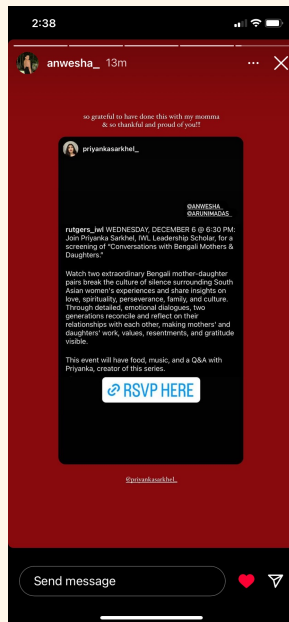 2:38
anwesha_ 13m
so grateful to have done this with my momma
& so thankful and proud of you!!!
priyankasarkhel_
@ANWESHA_
@ARUNIMADAS_
rutgers_iwl WEDNESDAY, DECEMBER 6 @ 6:30 PM:
Join Priyanka Sarkhel, IWL Leadership Scholar, for a
screening of "Conversations with Bengali Mothers &
Daughters."
Watch two extraordinary Bengali mother-daughter
pairs break the culture of silence surrounding South
Asian women's experiences and share insights on
love, spirituality, perseverance, family, and culture.
Through detailed, emotional dialogues, two
generations reconcile and reflect on their
relationships with each other, making mothers' and
daughters' work, values, resentments, and gratitude
visible.
This event will have food, music, and a Q&A with
Priyanka, creator of this series.
RSVP HERE
@priyankasarkhel_
Send message